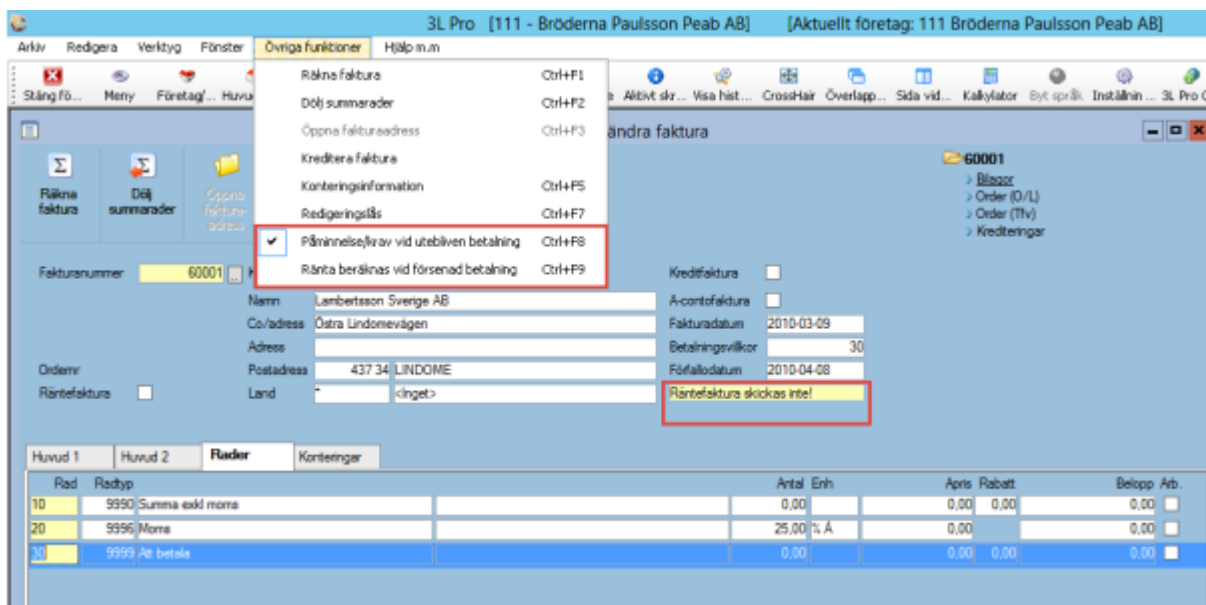 3L Pro [111 - Bröderna Paulsson Peab AB] [Aktuellt företag: 111 Bröderna Paulsson Peab AB]
Arkiv Redigera Verktyg Fönster Övriga funktioner Hjälp m.m
Stäng fö... Meny Företag/... Aktivt skr... Visa hist... CrossHair Överlapp... Sida vid... Kalkylator Byt språk Inställnin... 3L Pro
Räkna faktura Ctrl+F1
Dölj summarader Ctrl+F2
Öppna fakturaadress Ctrl+F3
Kreditera faktura
Konteringsinformation Ctrl+F5
Redigeringslås Ctrl+F7
Påminnelse/krav vid utebliven betalning Ctrl+F8
Ränta beräknas vid försenad betalning Ctrl+F9
ändra faktura
Räkna faktura
Dölj summarader
Öppna faktura-adress
60001
Bilagor
Order (O/L)
Order (Tfv)
Krediteringar
Fakturanummer 60001 Kreditfaktura
Namn Lambertsson Sverige AB A-contofaktura
Co/adress Östra Lindomevägen Fakturadatum 2010-03-09
Adress Betalningsvillkor 30
Ordernr Postadress 437 34 LINDOME Förfallodatum 2010-04-08
Räntefaktura Land * <Inget> Räntefaktura skickas inte!
Huvud 1 Huvud 2 Rader Konteringar
Rad Radtyp Antal Enh Apris Rabatt Belopp Arb.
10 9990 Summa exkl moms 0,00 0,00 0,00 0,00
20 9996 Moms 25,00 % Å 0,00 0,00
30 9999 Att betala 0,00 0,00 0,00 0,00